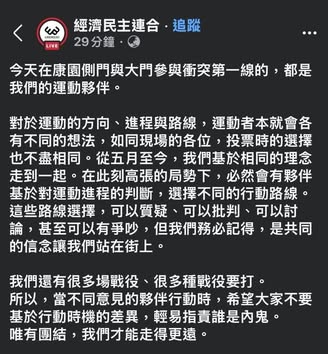 經濟民主連合・追蹤
29分鐘・
LIVE
今天在康園側門與大門參與衝突第一線的，都是
我們的運動夥伴。
對於運動的方向、進程與路線，運動者本就會各
有不同的想法，如同現場的各位，投票時的選擇
也不盡相同。從五月至今，我們基於相同的理念
走到一起。在此刻高張的局勢下，必然會有夥伴
基於對運動進程的判斷，選擇不同的行動路線。
這些路線選擇，可以質疑、可以批判、可以討
論，甚至可以有爭吵，但我們務必記得，是共同
的信念讓我們站在街上。
我們還有很多場戰役、很多種戰役要打。
所以，當不同意見的夥伴行動時，希望大家不要
基於行動時機的差異，輕易指責誰是內鬼。
唯有團結，我們才能走得更遠。